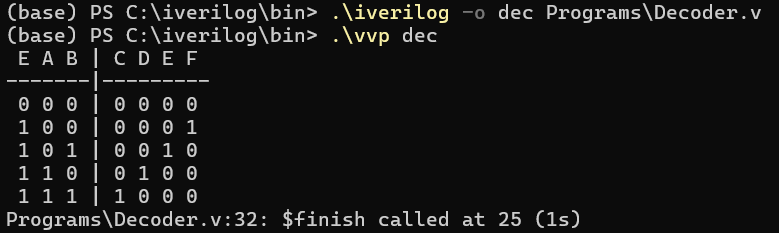 (base) PS C:\iverilog\bin> .\iverilog -o dec Programs\Decoder.v
(base) PS C:\iverilog\bin> .\vvp dec
 E A B | C D E F
-------|---------
 0 0 0 | 0 0 0 0
 1 0 0 | 0 0 0 1
 1 0 1 | 0 0 1 0
 1 1 0 | 0 1 0 0
 1 1 1 | 1 0 0 0
Programs\Decoder.v:32: $finish called at 25 (1s)